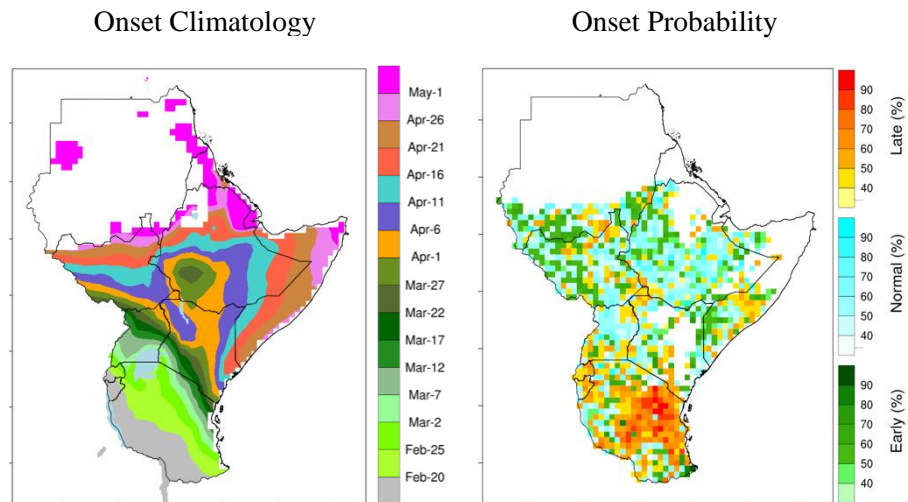 Onset Climatology
May-1
Apr-26
Apr-21
Apr-16
Apr-11
Apr-6
Apr-1
Mar-27
Mar-22
Mar-17
Mar-12
Mar-7
Mar-2
Feb-25
Feb-20
Onset Probability
90
80
70
60
50
40
Late (%)
90
80
70
60
50
40
Normal (%)
90
80
70
60
50
40
Early (%)